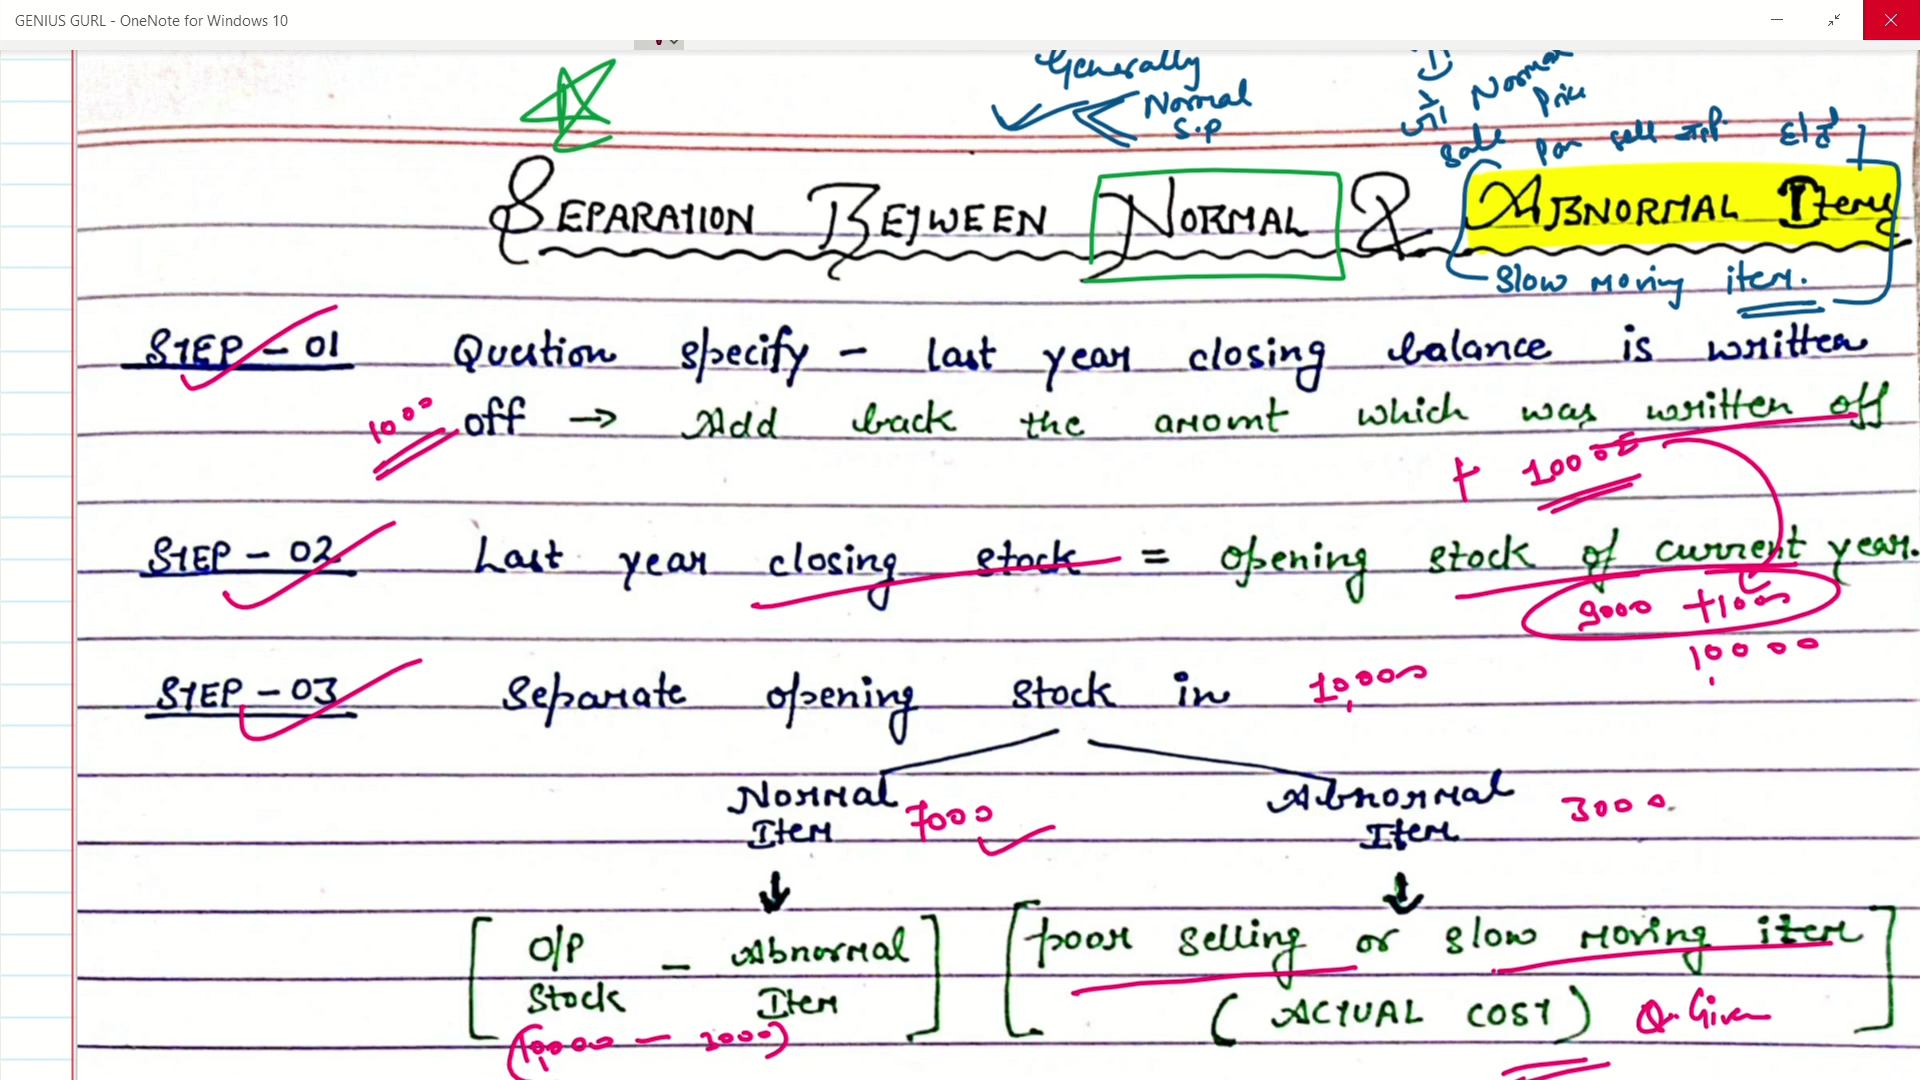 GENIUS GURL - OneNote for Windows 10
Generally
Normal
S.P
Normal
Price
SEPARATION BETWEEN NORMAL & ABNORMAL Items
Slow moving item.
STEP - 01 Question specify - last year closing balance is written
1000 off → Add back the amount which was written off
+ 1000
STEP - 02 Last year closing stock = opening stock of current year.
9000 + 1000
10000
STEP - 03 Separate opening stock in 10,000
Normal Item 7000 Abnormal Item 3000
[O/P Stock - Abnormal Item] [poor selling or slow moving item
(ACTUAL COST) Q. Given]
(10,000 - 3000)